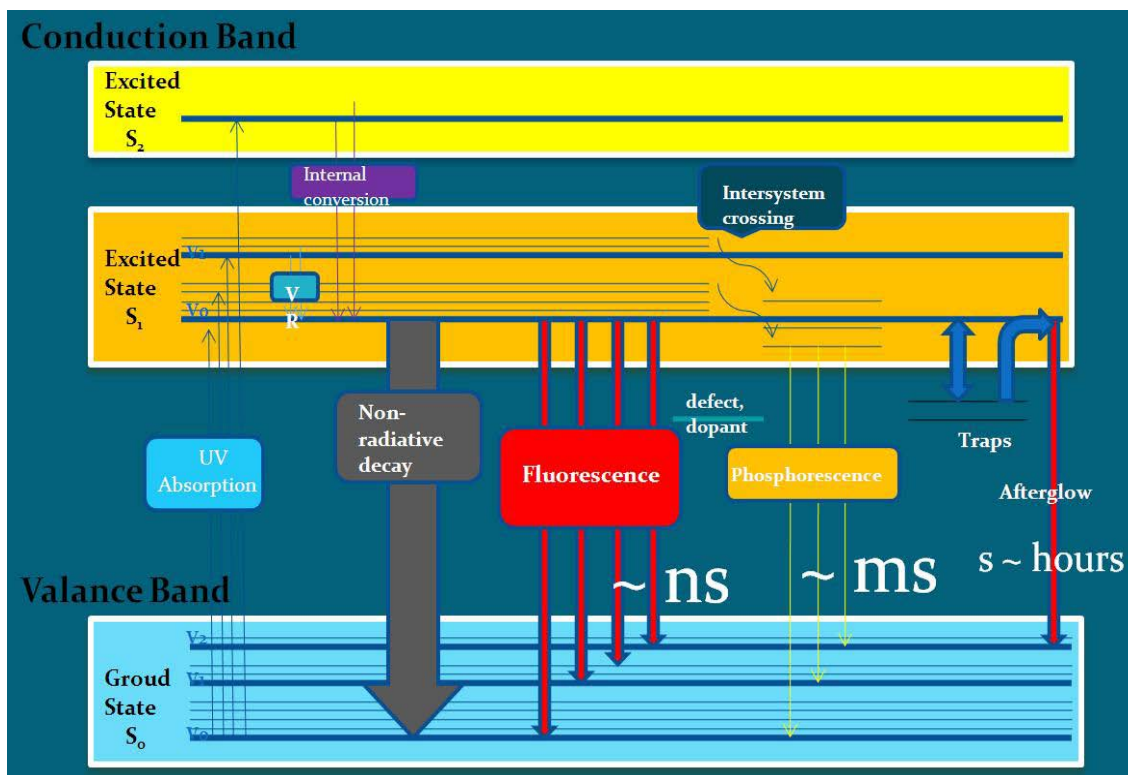 Conduction Band
Excited
State
S₂
Internal
conversion
Intersystem
crossing
V1
Excited
State
S₁
V0
V
R
Non-
radiative
decay
defect,
dopant
Traps
UV
Absorption
Fluorescence
Phosphorescence
Afterglow
~ ns
~ ms
s ~ hours
Valance Band
V2
Groud
State
S₀
V1
V0